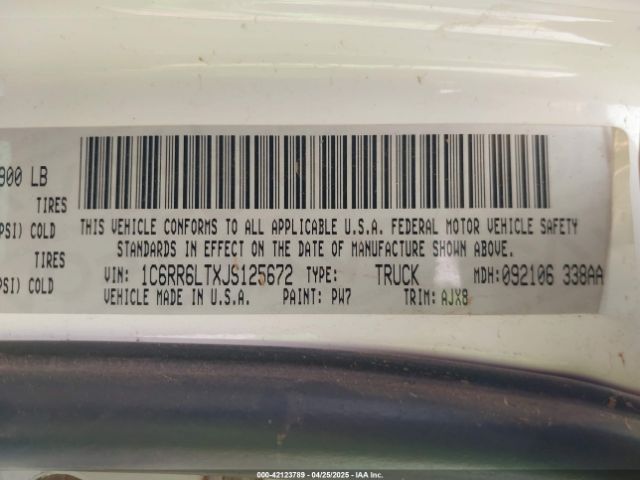 800 LB
TIRES
PSI) COLD
TIRES
PSI) COLD
THIS VEHICLE CONFORMS TO ALL APPLICABLE U.S.A. FEDERAL MOTOR VEHICLE SAFETY
STANDARDS IN EFFECT ON THE DATE OF MANUFACTURE SHOWN ABOVE.
VIN: 1C6RR6LTXJS125672 TYPE: TRUCK MDH:092106 338AA
VEHICLE MADE IN U.S.A. PAINT: PW7 TRIM: AJX8
000-42123789 - 04/25/2025 - IAA Inc.